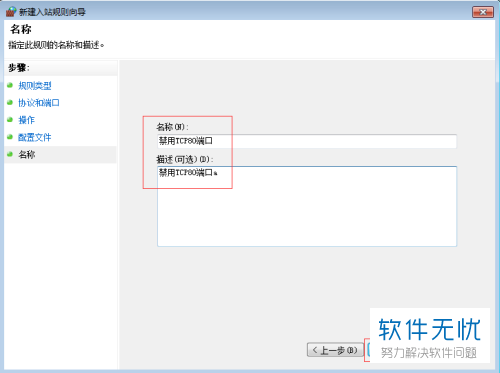 新建入站规则向导
名称
指定此规则的名称和描述。
步骤:
规则类型
协议和端口
操作
配置文件
名称
名称(N):
禁用TCP80端口
描述(可选)(D):
禁用TCP80端口。
< 上一步(B)
软件无忧
努力解决软件问题